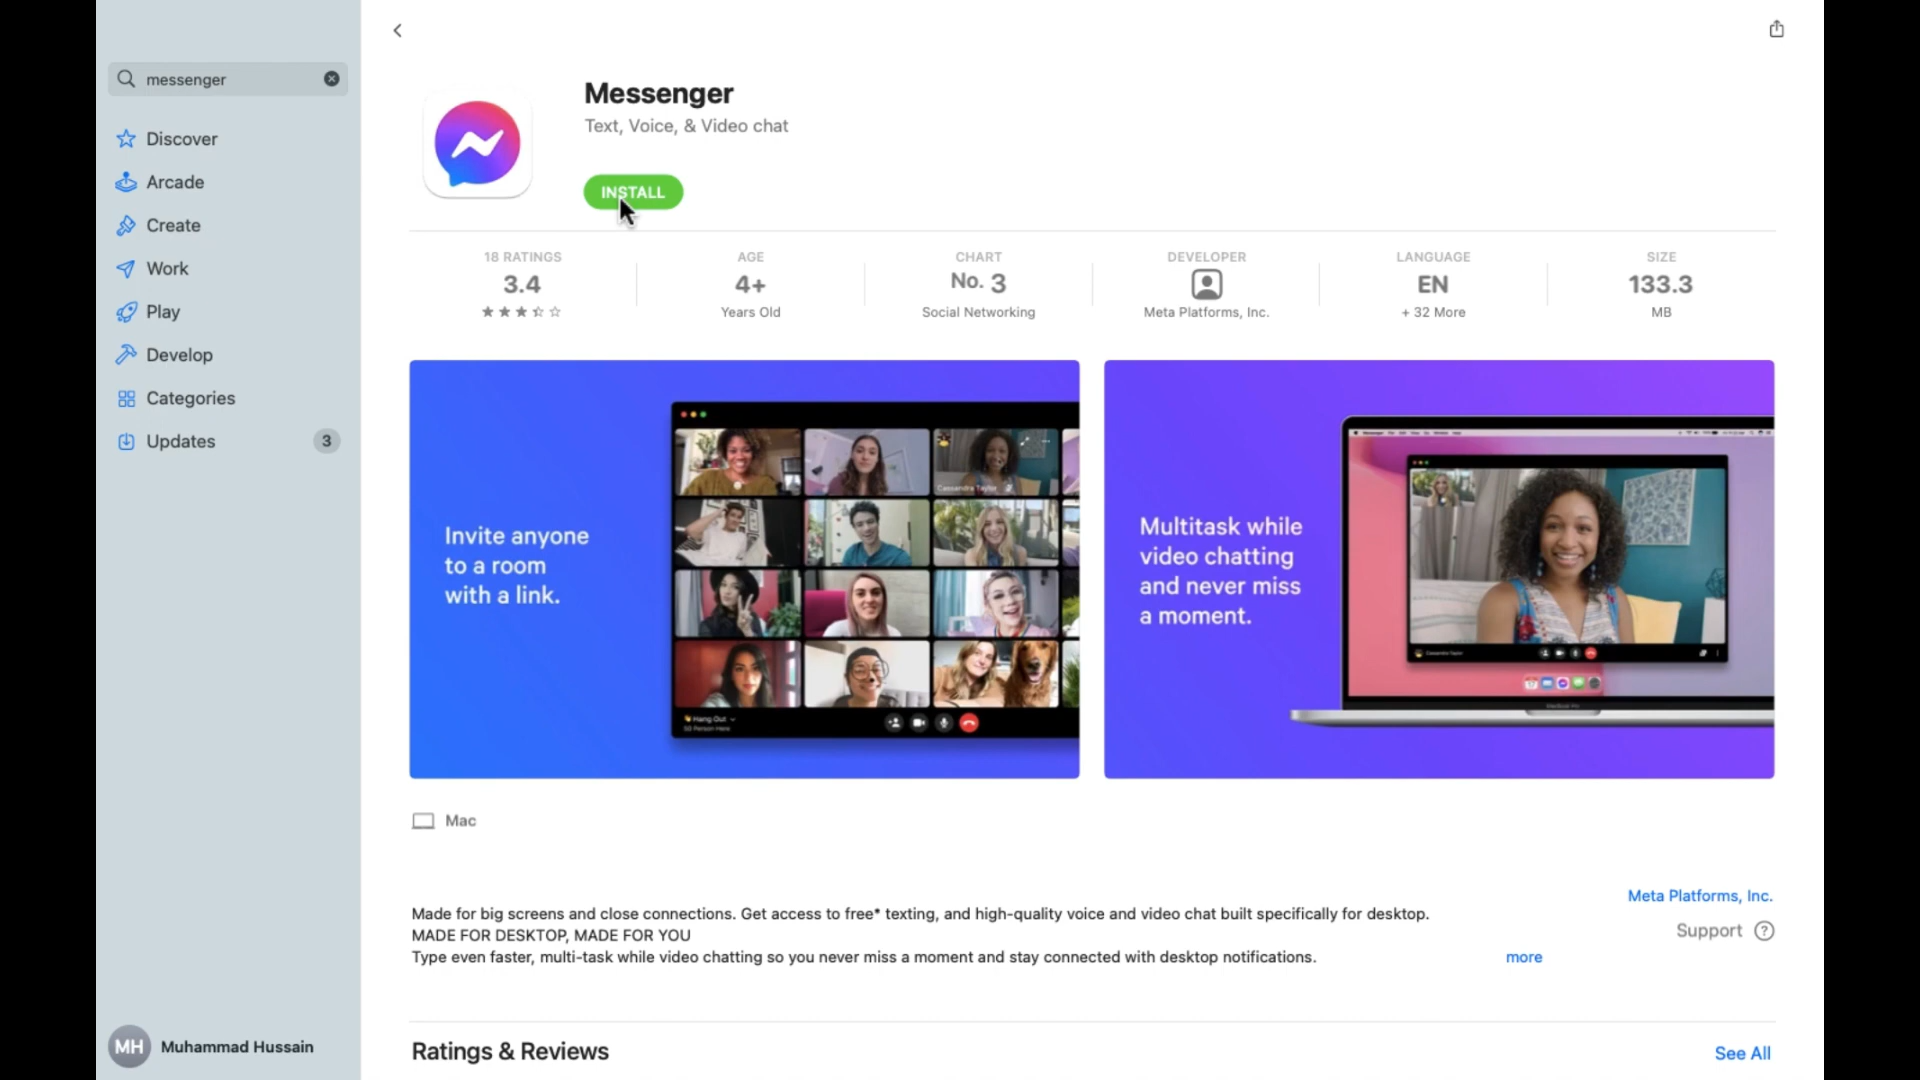 messenger
Discover
Arcade
Create
Work
Play
Develop
Categories
Updates
3
MH
Muhammad Hussain
Messenger
Text, Voice, & Video chat
INSTALL
18 RATINGS
3.4
AGE
4+
Years Old
CHART
No. 3
Social Networking
DEVELOPER
Meta Platforms, Inc.
LANGUAGE
EN
+ 32 More
SIZE
133.3
MB
Invite anyone
to a room
with a link.
Cassandra Taylor
Hang Out
Multitask while
video chatting
and never miss
a moment.
Cassandra Taylor
Mac
Made for big screens and close connections. Get access to free* texting, and high-quality voice and video chat built specifically for desktop.
MADE FOR DESKTOP, MADE FOR YOU
Type even faster, multi-task while video chatting so you never miss a moment and stay connected with desktop notifications.
more
Meta Platforms, Inc.
Support
Ratings & Reviews
See All